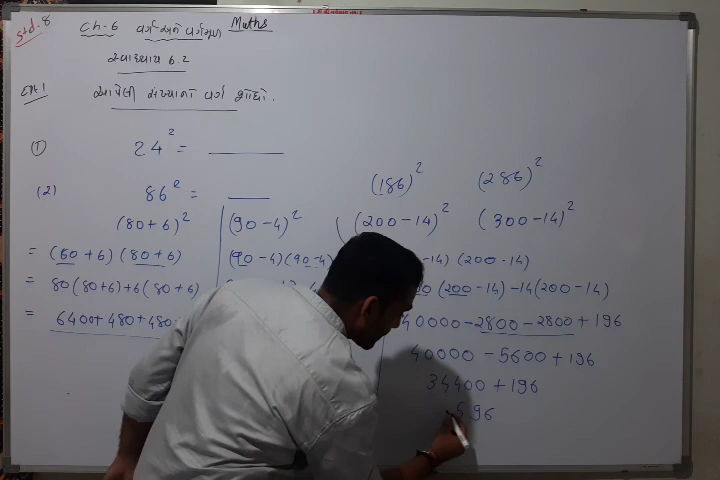 Std-8
Ch-6 વર્ગ અને વર્ગમૂળ Maths
સ્વાધ્યાય 6.2
આપેલી સંખ્યાનો વર્ગ શોધો.
(1) 24² = ______
(2) 86² = ____ (186)² (286)²
(80+6)² (90-4)² (200-14)² (300-14)²
= (80+6) (80+6) (90-4)(90-4) -14) (200-14)
= 80(80+6)+6(80+6) (200-14) -14(200-14)
= 6400+480+480 40000-2800-2800+196
40000-5600+196
34400+196
596